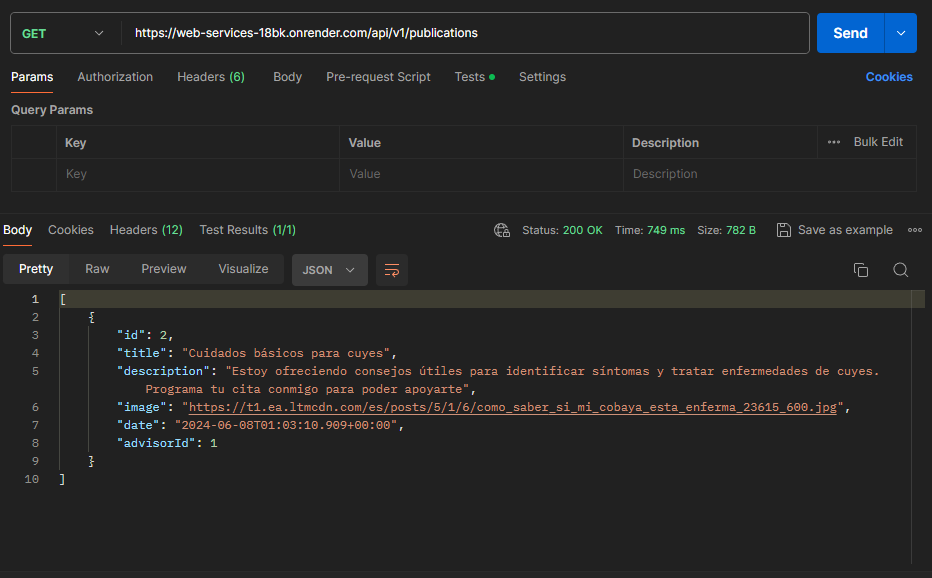 GET https://web-services-18bk.onrender.com/api/v1/publications Send
Params Authorization Headers (6) Body Pre-request Script Tests Settings Cookies
Query Params
Key Value Description ••• Bulk Edit
Key Value Description
Body Cookies Headers (12) Test Results (1/1) Status: 200 OK Time: 749 ms Size: 782 B Save as example •••
Pretty Raw Preview Visualize JSON
1 [
2 {
3 "id": 2,
4 "title": "Cuidados básicos para cuyes",
5 "description": "Estoy ofreciendo consejos útiles para identificar síntomas y tratar enfermedades de cuyes.
Programa tu cita conmigo para poder apoyarte",
6 "image": "https://t1.ea.ltmcdn.com/es/posts/5/1/6/como_saber_si_mi_cobaya_esta_enferma_23615_600.jpg",
7 "date": "2024-06-08T01:03:10.909+00:00",
8 "advisorId": 1
9 }
10 ]